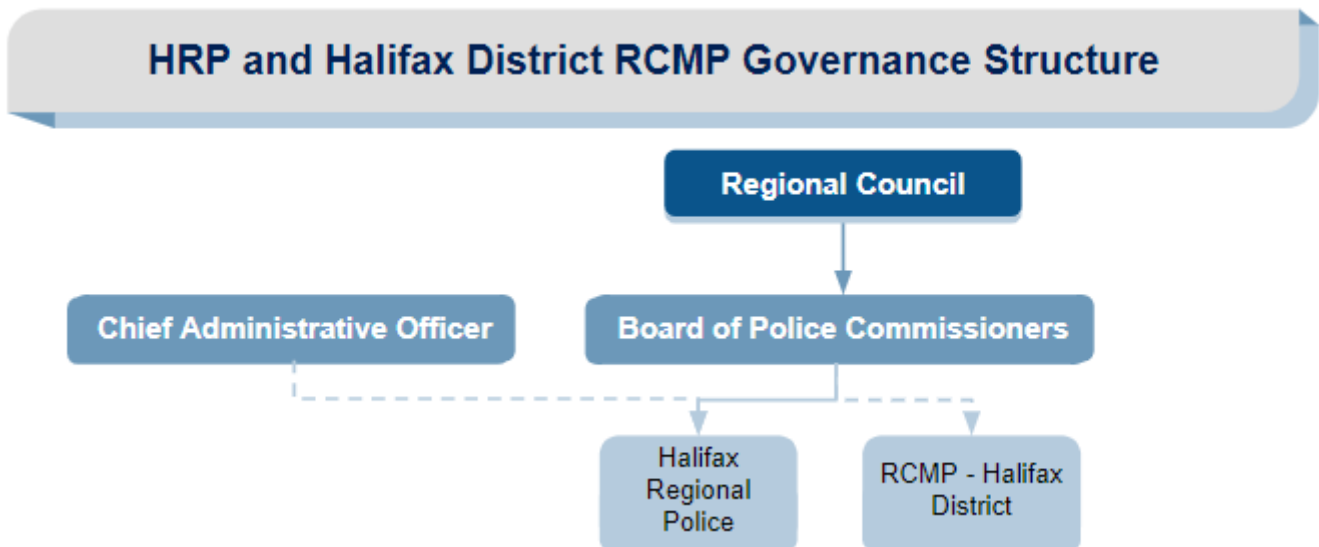 HRP and Halifax District RCMP Governance Structure
Regional Council
Chief Administrative Officer
Board of Police Commissioners
Halifax
Regional
Police
RCMP - Halifax
District